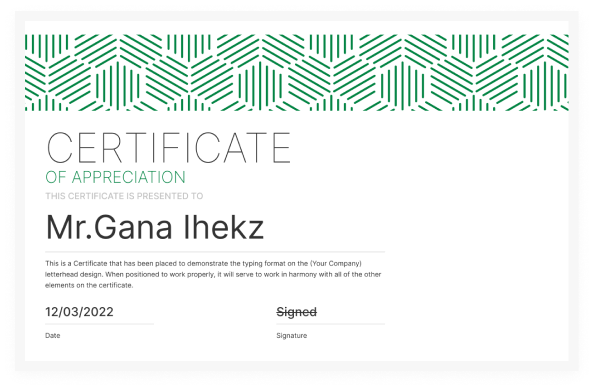 CERTIFICATE
OF APPRECIATION
THIS CERTIFICATE IS PRESENTED TO
Mr.Gana Ihekz
This is a Certificate that has been placed to demonstrate the typing format on the (Your Company)
letterhead design. When positioned to work properly, it will serve to work in harmony with all of the other
elements on the certificate.
12/03/2022 Signed
Date Signature